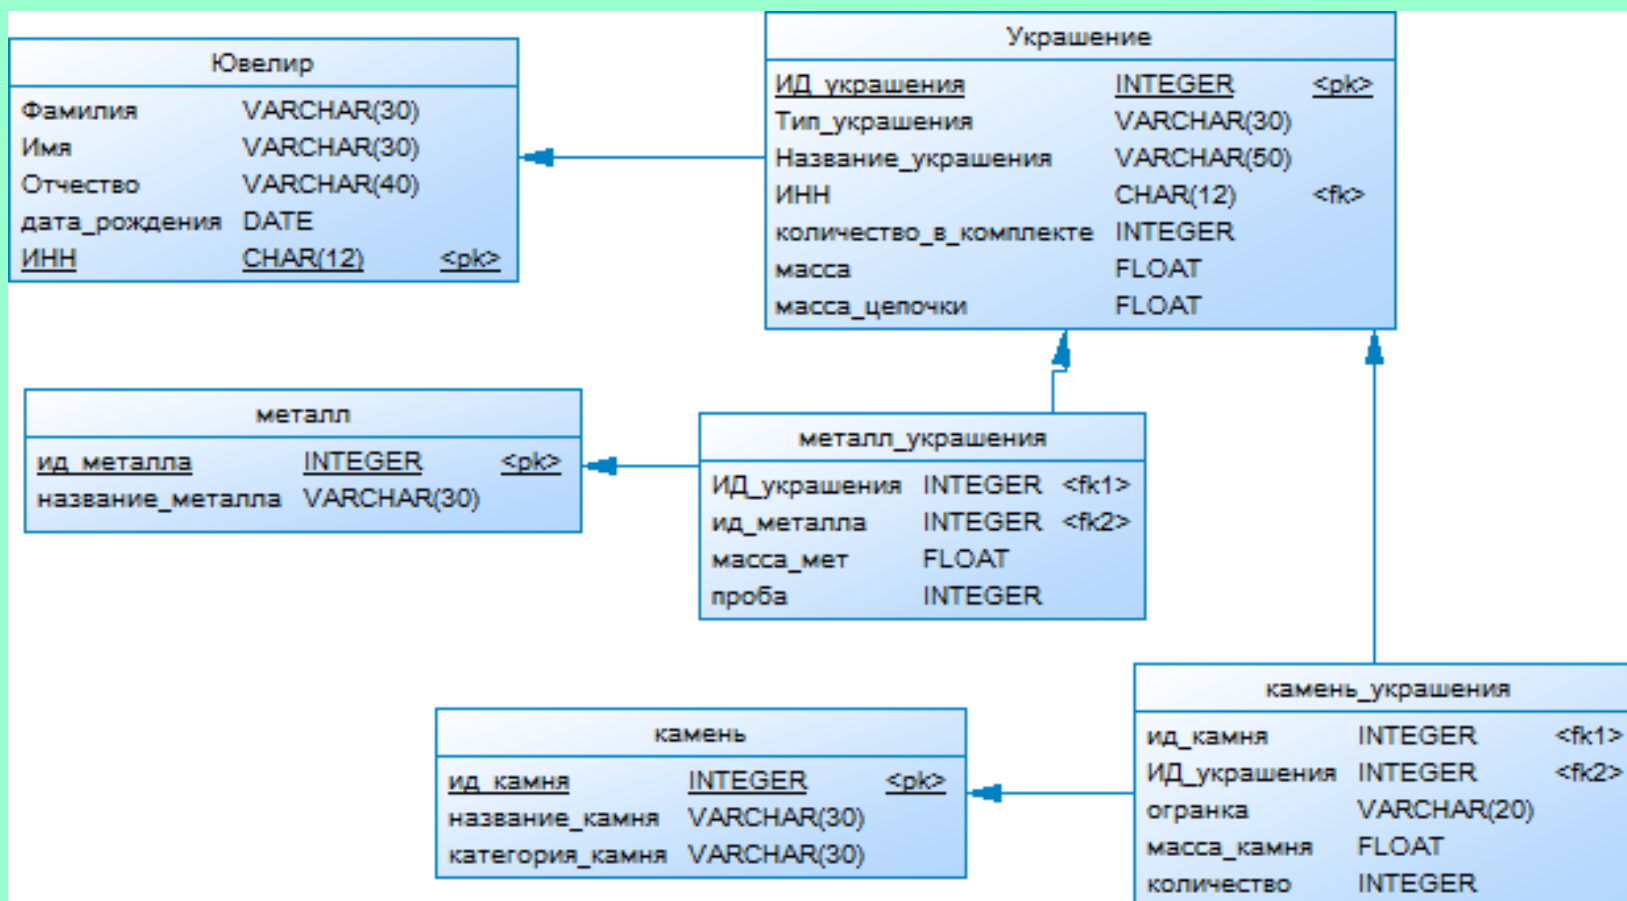 Ювелир
Фамилия VARCHAR(30)
Имя VARCHAR(30)
Отчество VARCHAR(40)
дата_рождения DATE
ИНН CHAR(12) <pk>
Украшение
ИД_украшения INTEGER <pk>
Тип_украшения VARCHAR(30)
Название_украшения VARCHAR(50)
ИНН CHAR(12) <fk>
количество_в_комплекте INTEGER
масса FLOAT
масса_цепочки FLOAT
металл
ид_металла INTEGER <pk>
название_металла VARCHAR(30)
металл_украшения
ИД_украшения INTEGER <fk1>
ид_металла INTEGER <fk2>
масса_мет FLOAT
проба INTEGER
камень
ид_камня INTEGER <pk>
название_камня VARCHAR(30)
категория_камня VARCHAR(30)
камень_украшения
ид_камня INTEGER <fk1>
ИД_украшения INTEGER <fk2>
огранка VARCHAR(20)
масса_камня FLOAT
количество INTEGER